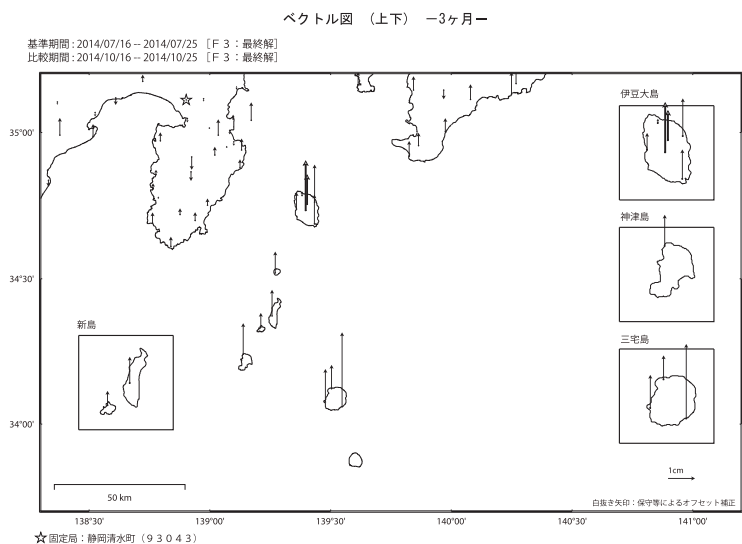 ベクトル図 （上下） －3ヶ月－
基準期間 : 2014/07/16 -- 2014/07/25 ［Ｆ３：最終解］
比較期間 : 2014/10/16 -- 2014/10/25 ［Ｆ３：最終解］
伊豆大島
35°00'
神津島
34°30'
新島
三宅島
34°00'
1cm
50 km
白抜き矢印：保守等によるオフセット補正
138°30' 139°00' 139°30' 140°00' 140°30' 141°00'
☆ 固定局：静岡清水町（９３０４３）